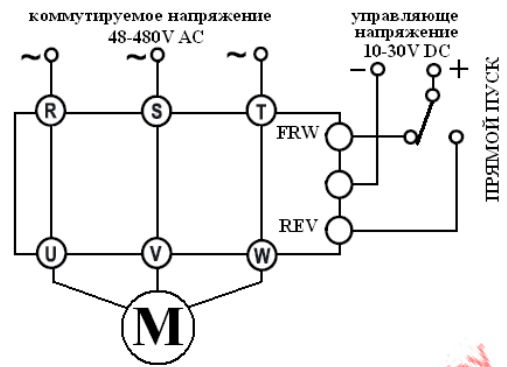 коммутируемое напряжение
48-480V AC
управляюще
напряжение
10-30V DC
~ ~ ~
− +
R S T
FRW
REV
U V W
M
ПРЯМОЙ ПУСК